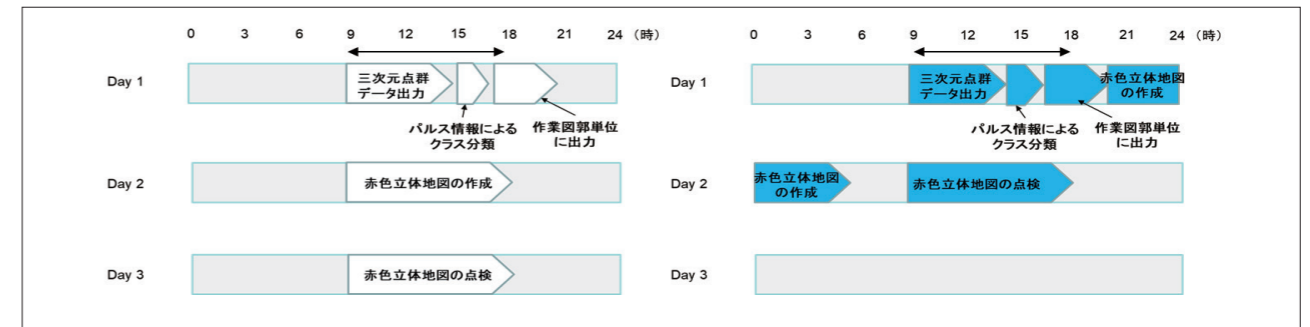 0 3 6 9 12 15 18 21 24 (時)
Day 1
三次元点群
データ出力
パルス情報による
クラス分類
作業図郭単位
に出力
Day 2
赤色立体地図の作成
Day 3
赤色立体地図の点検
0 3 6 9 12 15 18 21 24 (時)
Day 1
三次元点群
データ出力
赤色立体地図
の作成
パルス情報による
クラス分類
作業図郭単位
に出力
Day 2
赤色立体地図
の作成
赤色立体地図の点検
Day 3